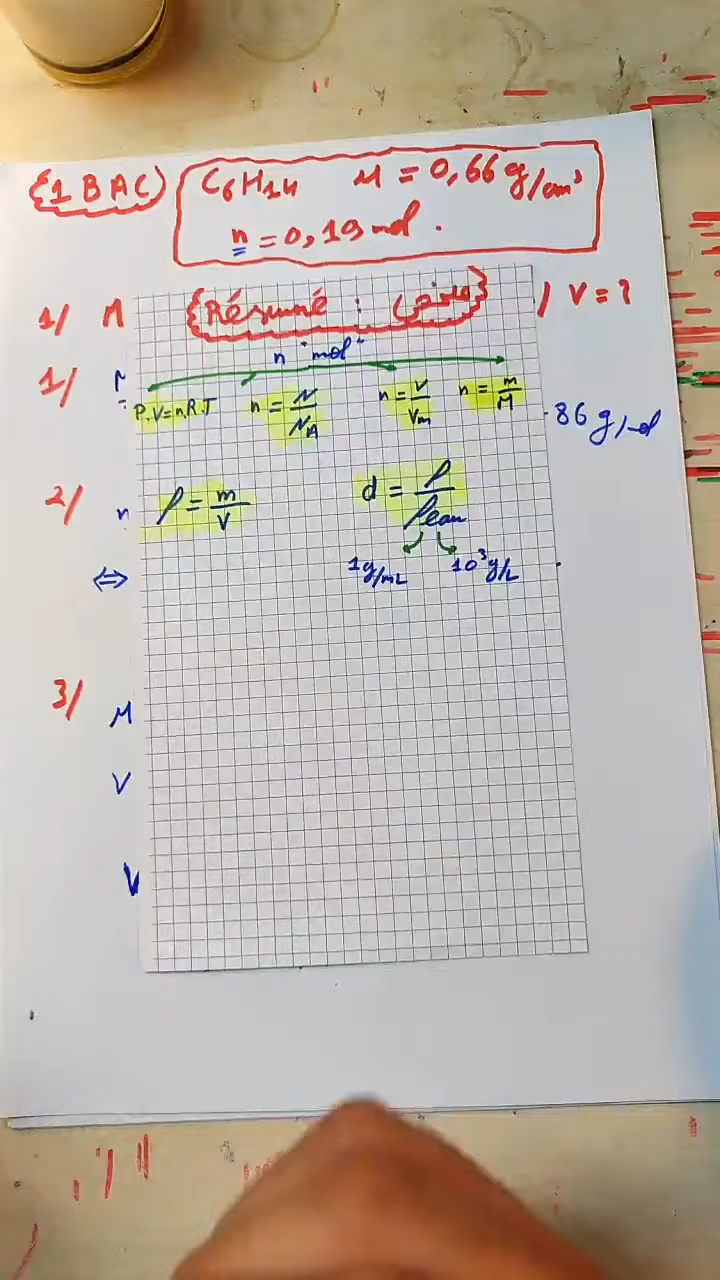 {1 BAC} C6H14 M = 0,66 g/cm³
n = 0,19 mol.
1/ M {Résumé : ملخص} / V = ?
n "mol"
1/ P.V=n.R.T n = N/NA n = V/Vm n = m/M
86 g/mol
2/ n ρ = m/V d = ρ/ρeau
⇔ 1g/mL 10³g/L
3/ M
V
V